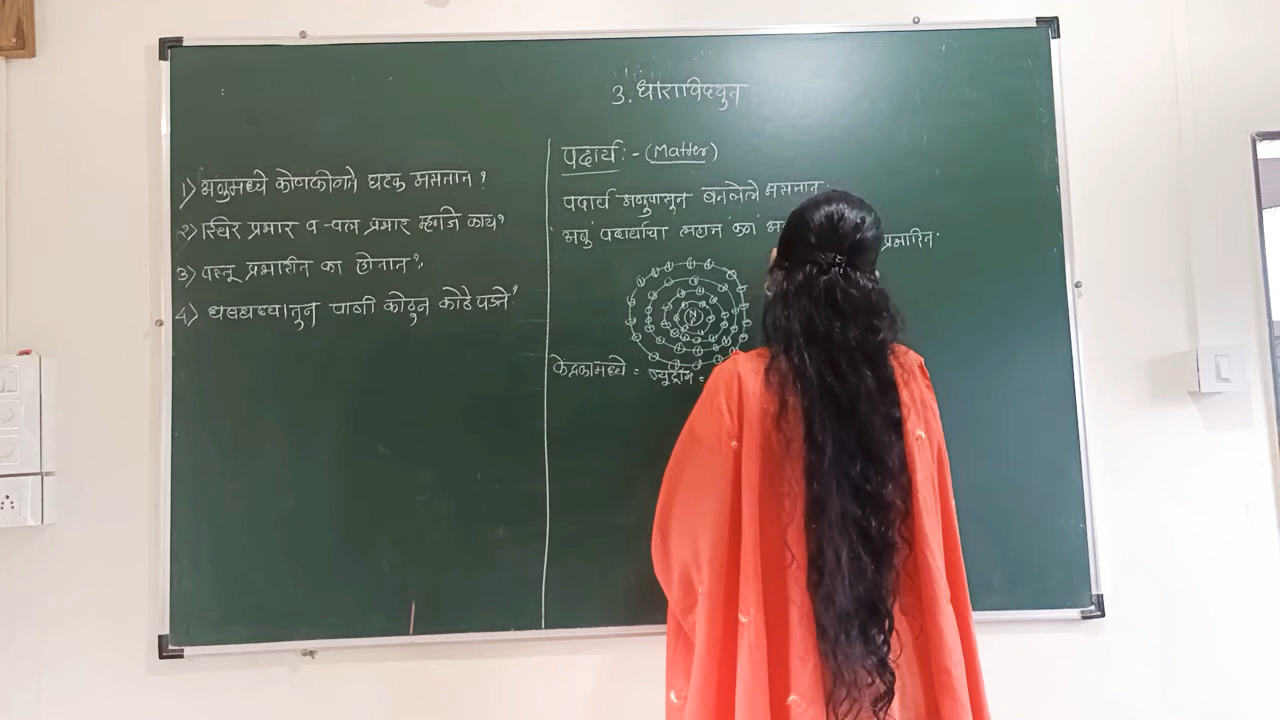 3. धाराविद्युत
1) अणुमध्ये कोणकोणते घटक असतात ?
2) स्थिर प्रभार व चल प्रभार म्हणजे काय?
3) वस्तू प्रभारीत का होतात?
4) धबधब्यातून पाणी कोठून कोठे पडते?
पदार्थ :- (Matter)
पदार्थ अणुपासून बनलेले असतात.
अणु पदार्थाचा लहान कण
प्रभारित.
N
केंद्रकामध्ये = न्यूट्रॉन =